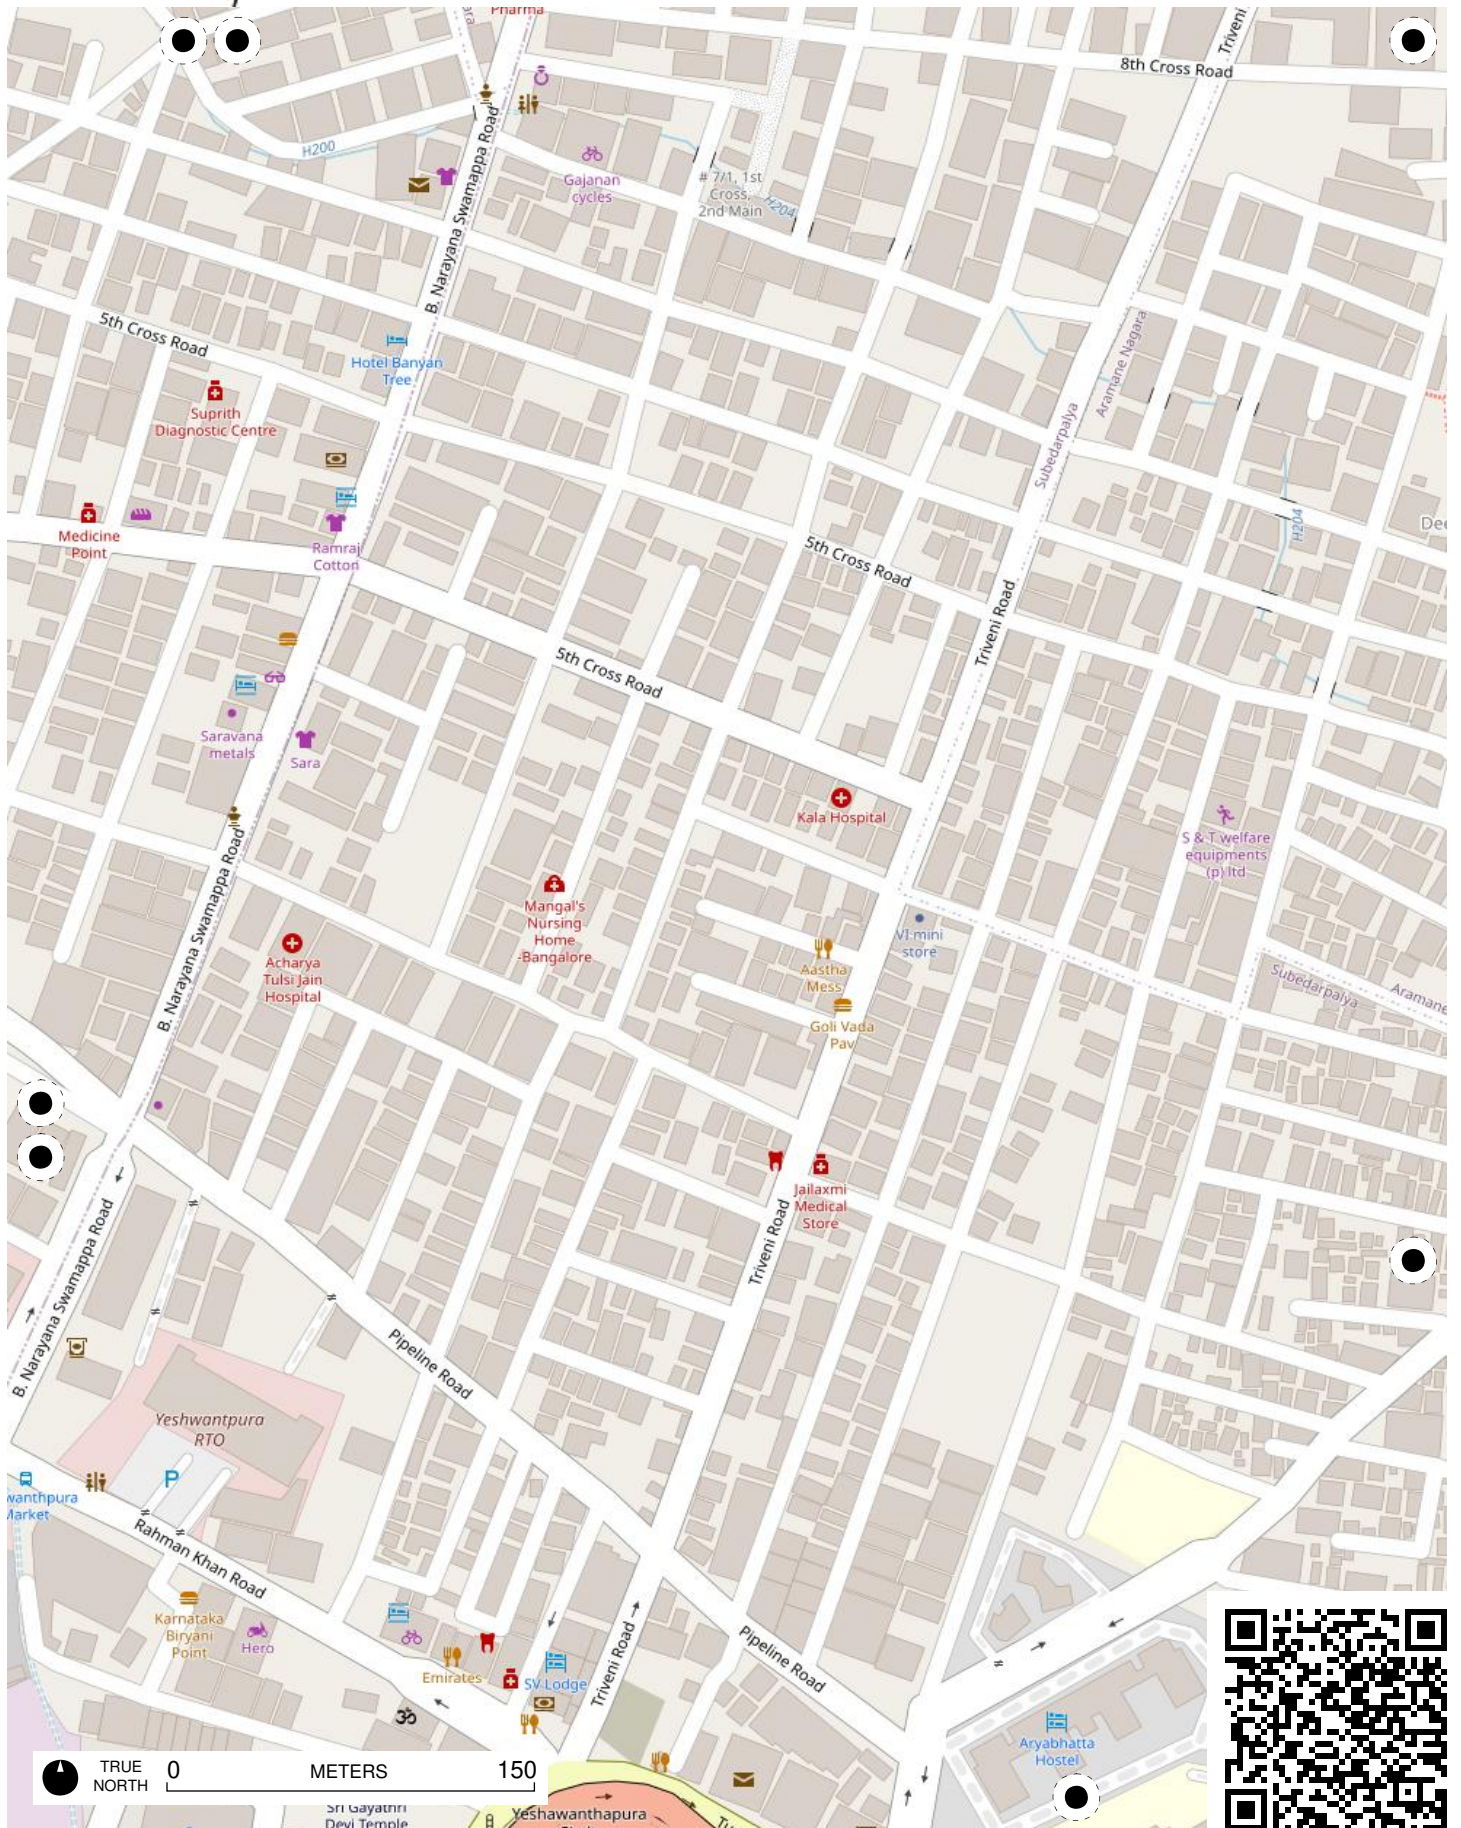 Pharma
Triveni
8th Cross Road
B. Narayana Swamappa Road
H200
Gajanan
cycles
# 7/1, 1st
Cross,
2nd Main
H204
5th Cross Road
Hotel Banyan
Tree
Aramane Nagara
Subedarpalya
Suprith
Diagnostic Centre
Medicine
Point
Ramraj
Cotton
5th Cross Road
H204
Dee
Triveni Road
5th Cross Road
Saravana
metals
Sara
Kala Hospital
S & T welfare
equipments
(p) ltd
B. Narayana Swamappa Road
Mangal's
Nursing
Home
-Bangalore
VI-mini
store
Acharya
Tulsi Jain
Hospital
Aastha
Mess
Subedarpalya
Aramane
Goli Vada
Pav
Jailaxmi
Medical
Store
Triveni Road
B. Narayana Swamappa Road
Pipeline Road
Yeshwantpura
RTO
P
wanthpura
Market
Rahman Khan Road
Karnataka
Biryani
Point
Hero
Emirates
SV Lodge
Triveni Road
Pipeline Road
ॐ
Aryabhatta
Hostel
TRUE
NORTH
0 METERS 150
Sri Gayathri
Devi Temple
Yeshawanthapura